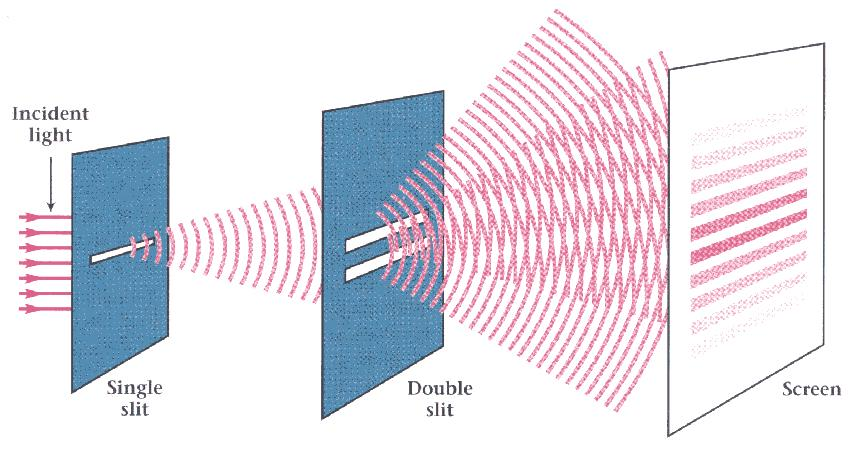 Incident
light
Single
slit
Double
slit
Screen